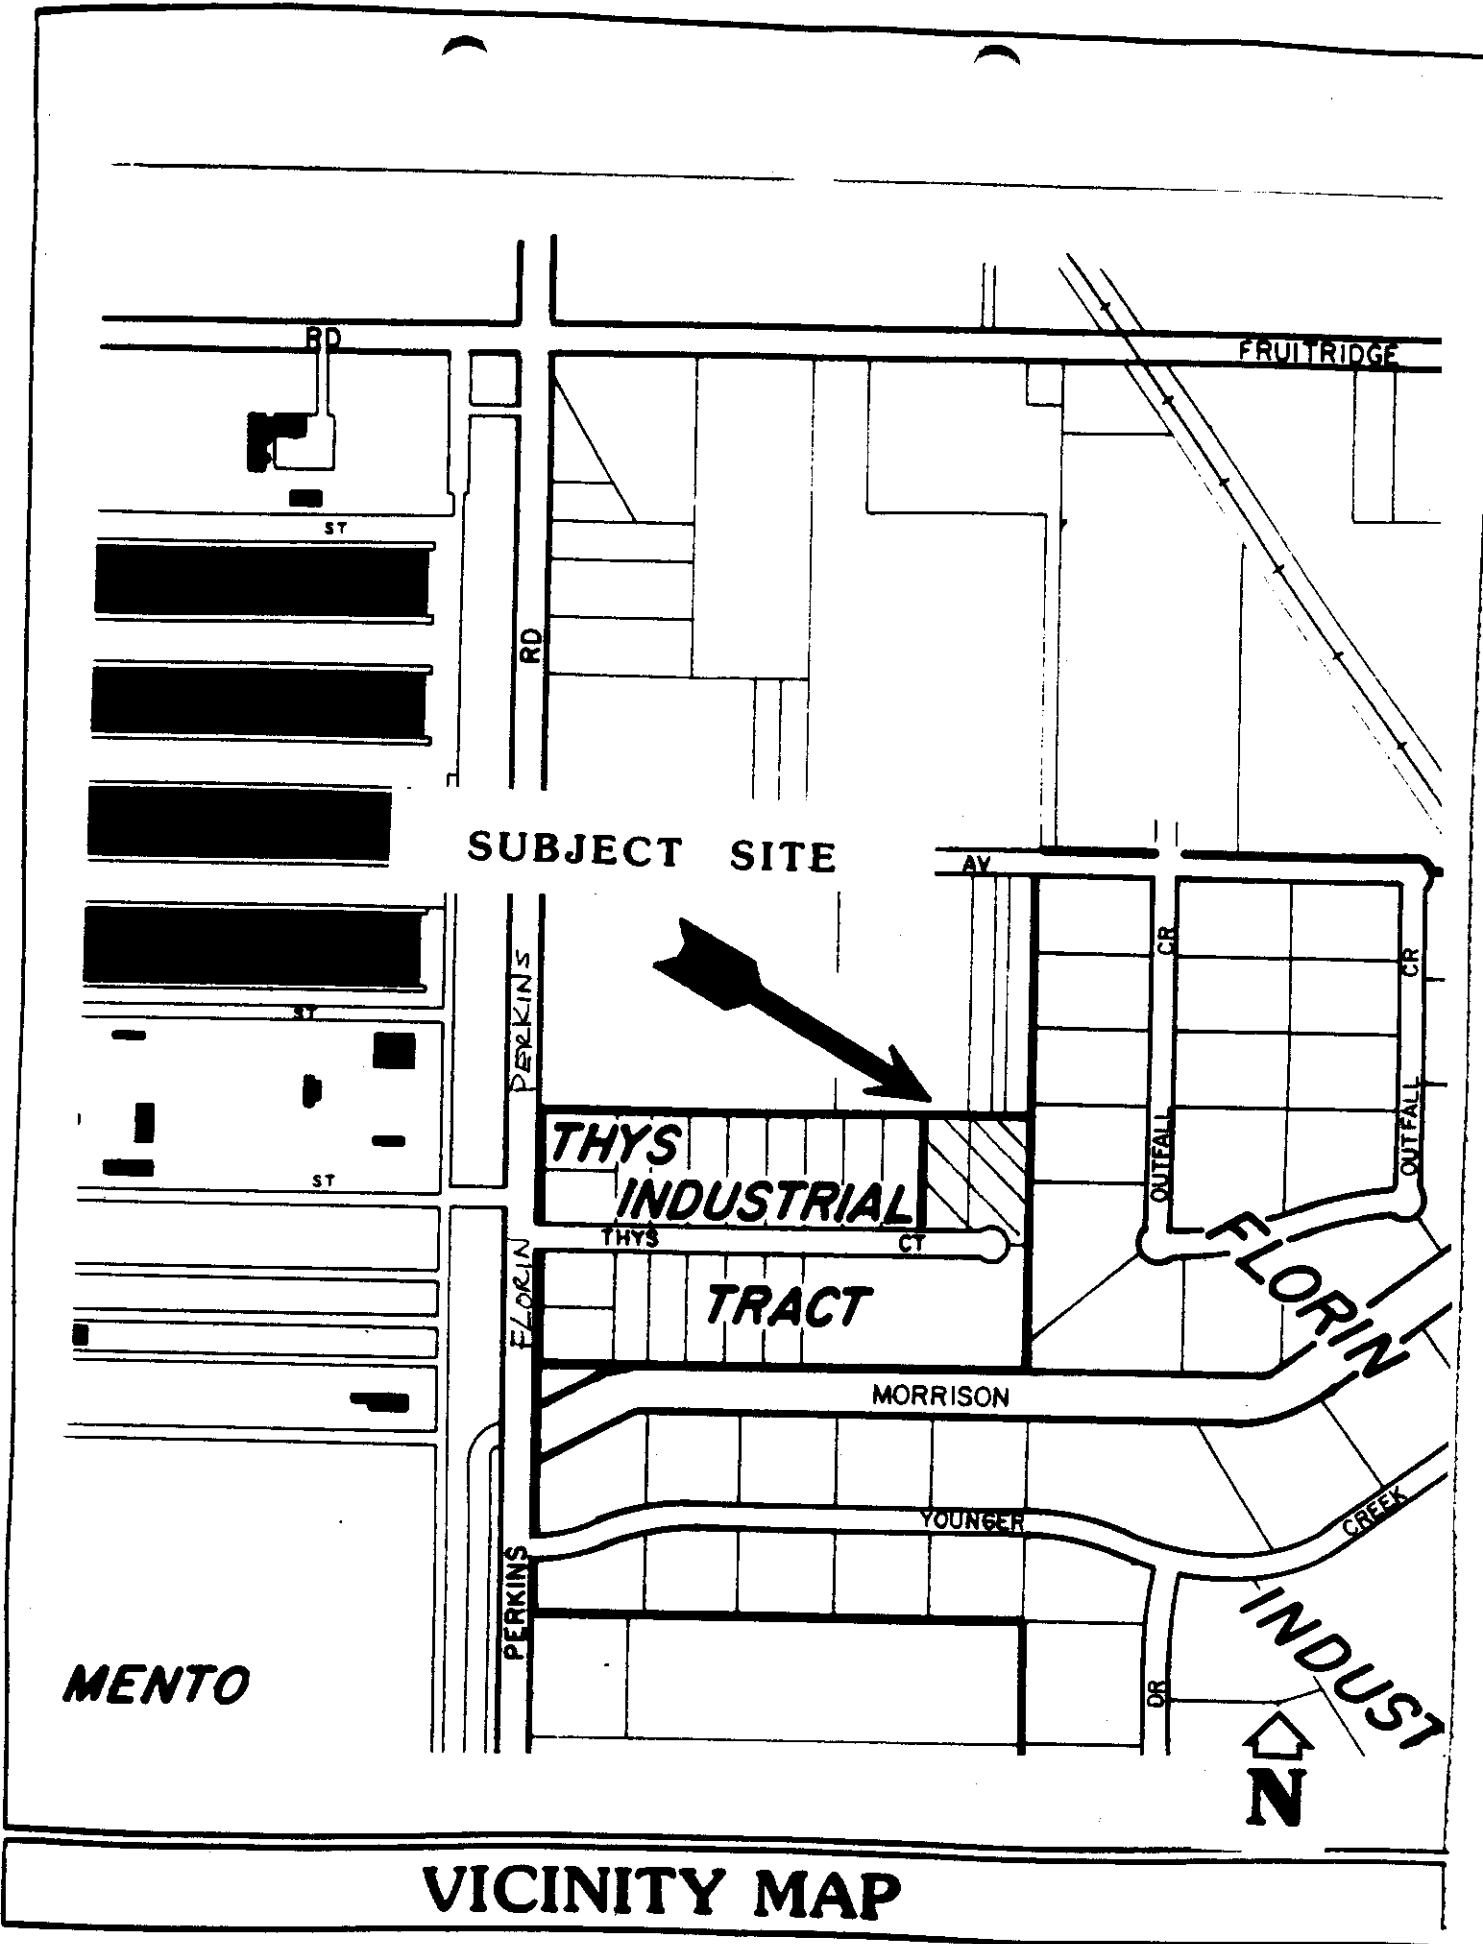 RD
FRUITRIDGE
ST
RD
SUBJECT SITE
AV
CR
CR
PERKINS
ST
THYS
OUTFALL
OUTFALL
ST
INDUSTRIAL
THYS CT
FLORIN
FLORIN
TRACT
MORRISON
YOUNGER
CREEK
PERKINS
INDUST
MENTO
DR
N
VICINITY MAP